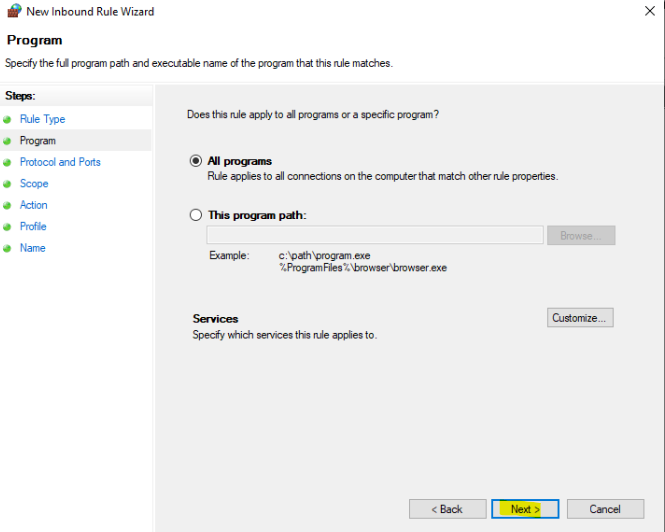 New Inbound Rule Wizard
Program
Specify the full program path and executable name of the program that this rule matches.
Steps:
Rule Type
Program
Protocol and Ports
Scope
Action
Profile
Name
Does this rule apply to all programs or a specific program?
All programs
Rule applies to all connections on the computer that match other rule properties.
This program path:
Browse...
Example: c:\path\program.exe
%ProgramFiles%\browser\browser.exe
Services
Customize...
Specify which services this rule applies to.
< Back Next > Cancel